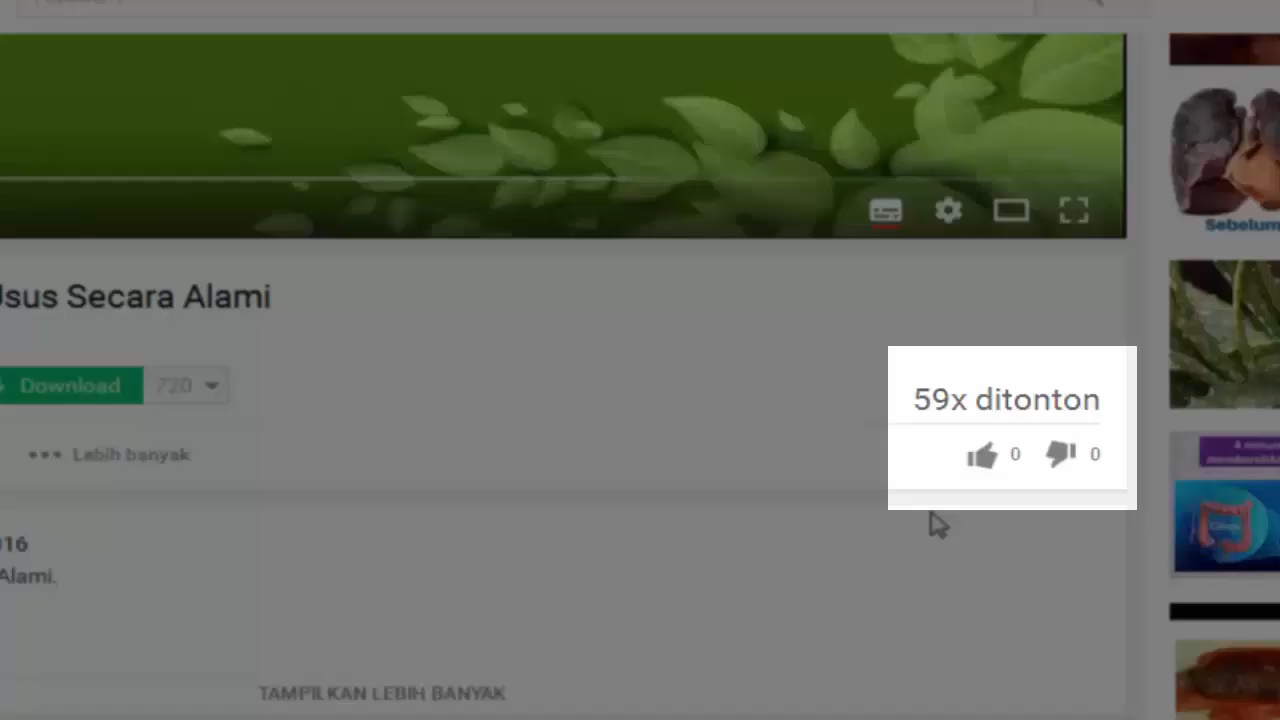 Usus Secara Alami
59x ditonton
Download 720
0 0
Lebih banyak
016
Alami.
TAMPILKAN LEBIH BANYAK
Sebelum